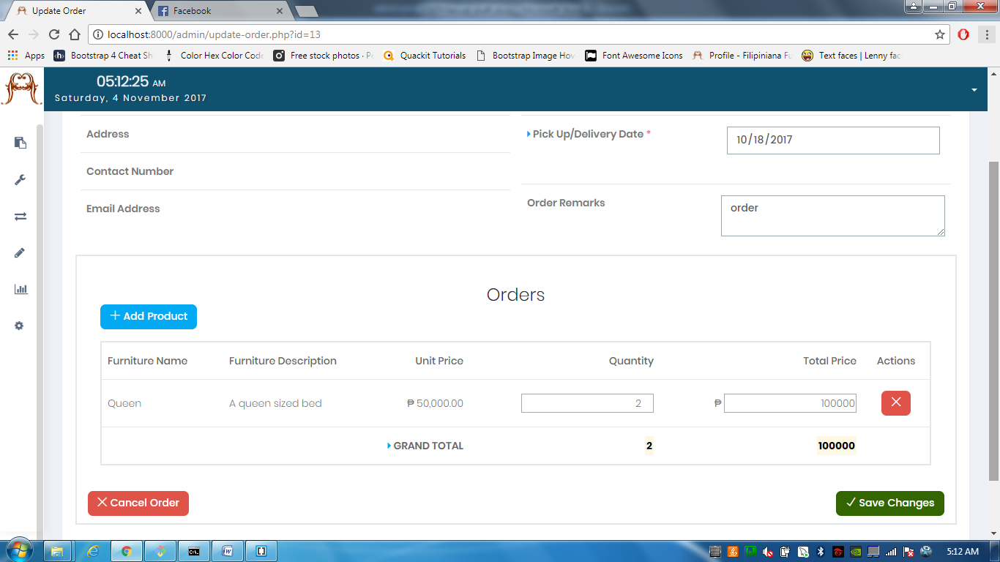 Update Order
Facebook
localhost:8000/admin/update-order.php?id=13
Apps
Bootstrap 4 Cheat Sh
Color Hex Color Code
Free stock photos · Pe
Quackit Tutorials
Bootstrap Image Hov
Font Awesome Icons
Profile - Filipiniana Fu
Text faces | Lenny fac
05:12:25 AM
Saturday, 4 November 2017
Address
Pick Up/Delivery Date *
10/18/2017
Contact Number
Email Address
Order Remarks
order
Orders
Add Product
Furniture Name Furniture Description Unit Price Quantity Total Price Actions
Queen A queen sized bed ₱ 50,000.00 2 ₱ 100000
GRAND TOTAL 2 100000
Cancel Order
Save Changes
5:12 AM